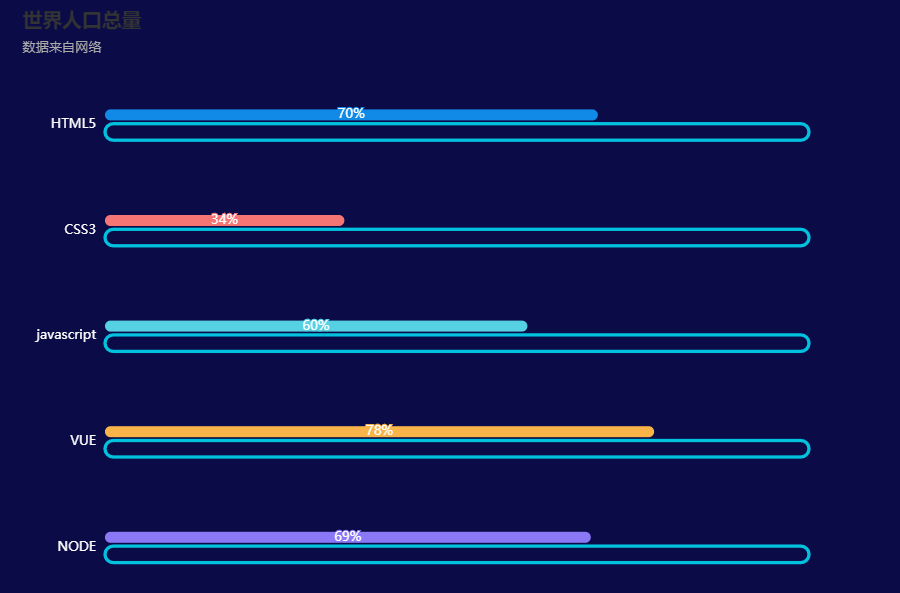 世界人口总量
数据来自网络
HTML5 70%
CSS3 34%
javascript 60%
VUE 78%
NODE 69%